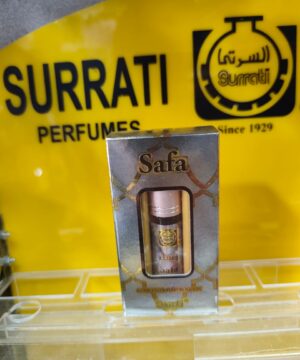 SURRATI
PERFUMES
السرتي
Surrati
Since 1929
Safa